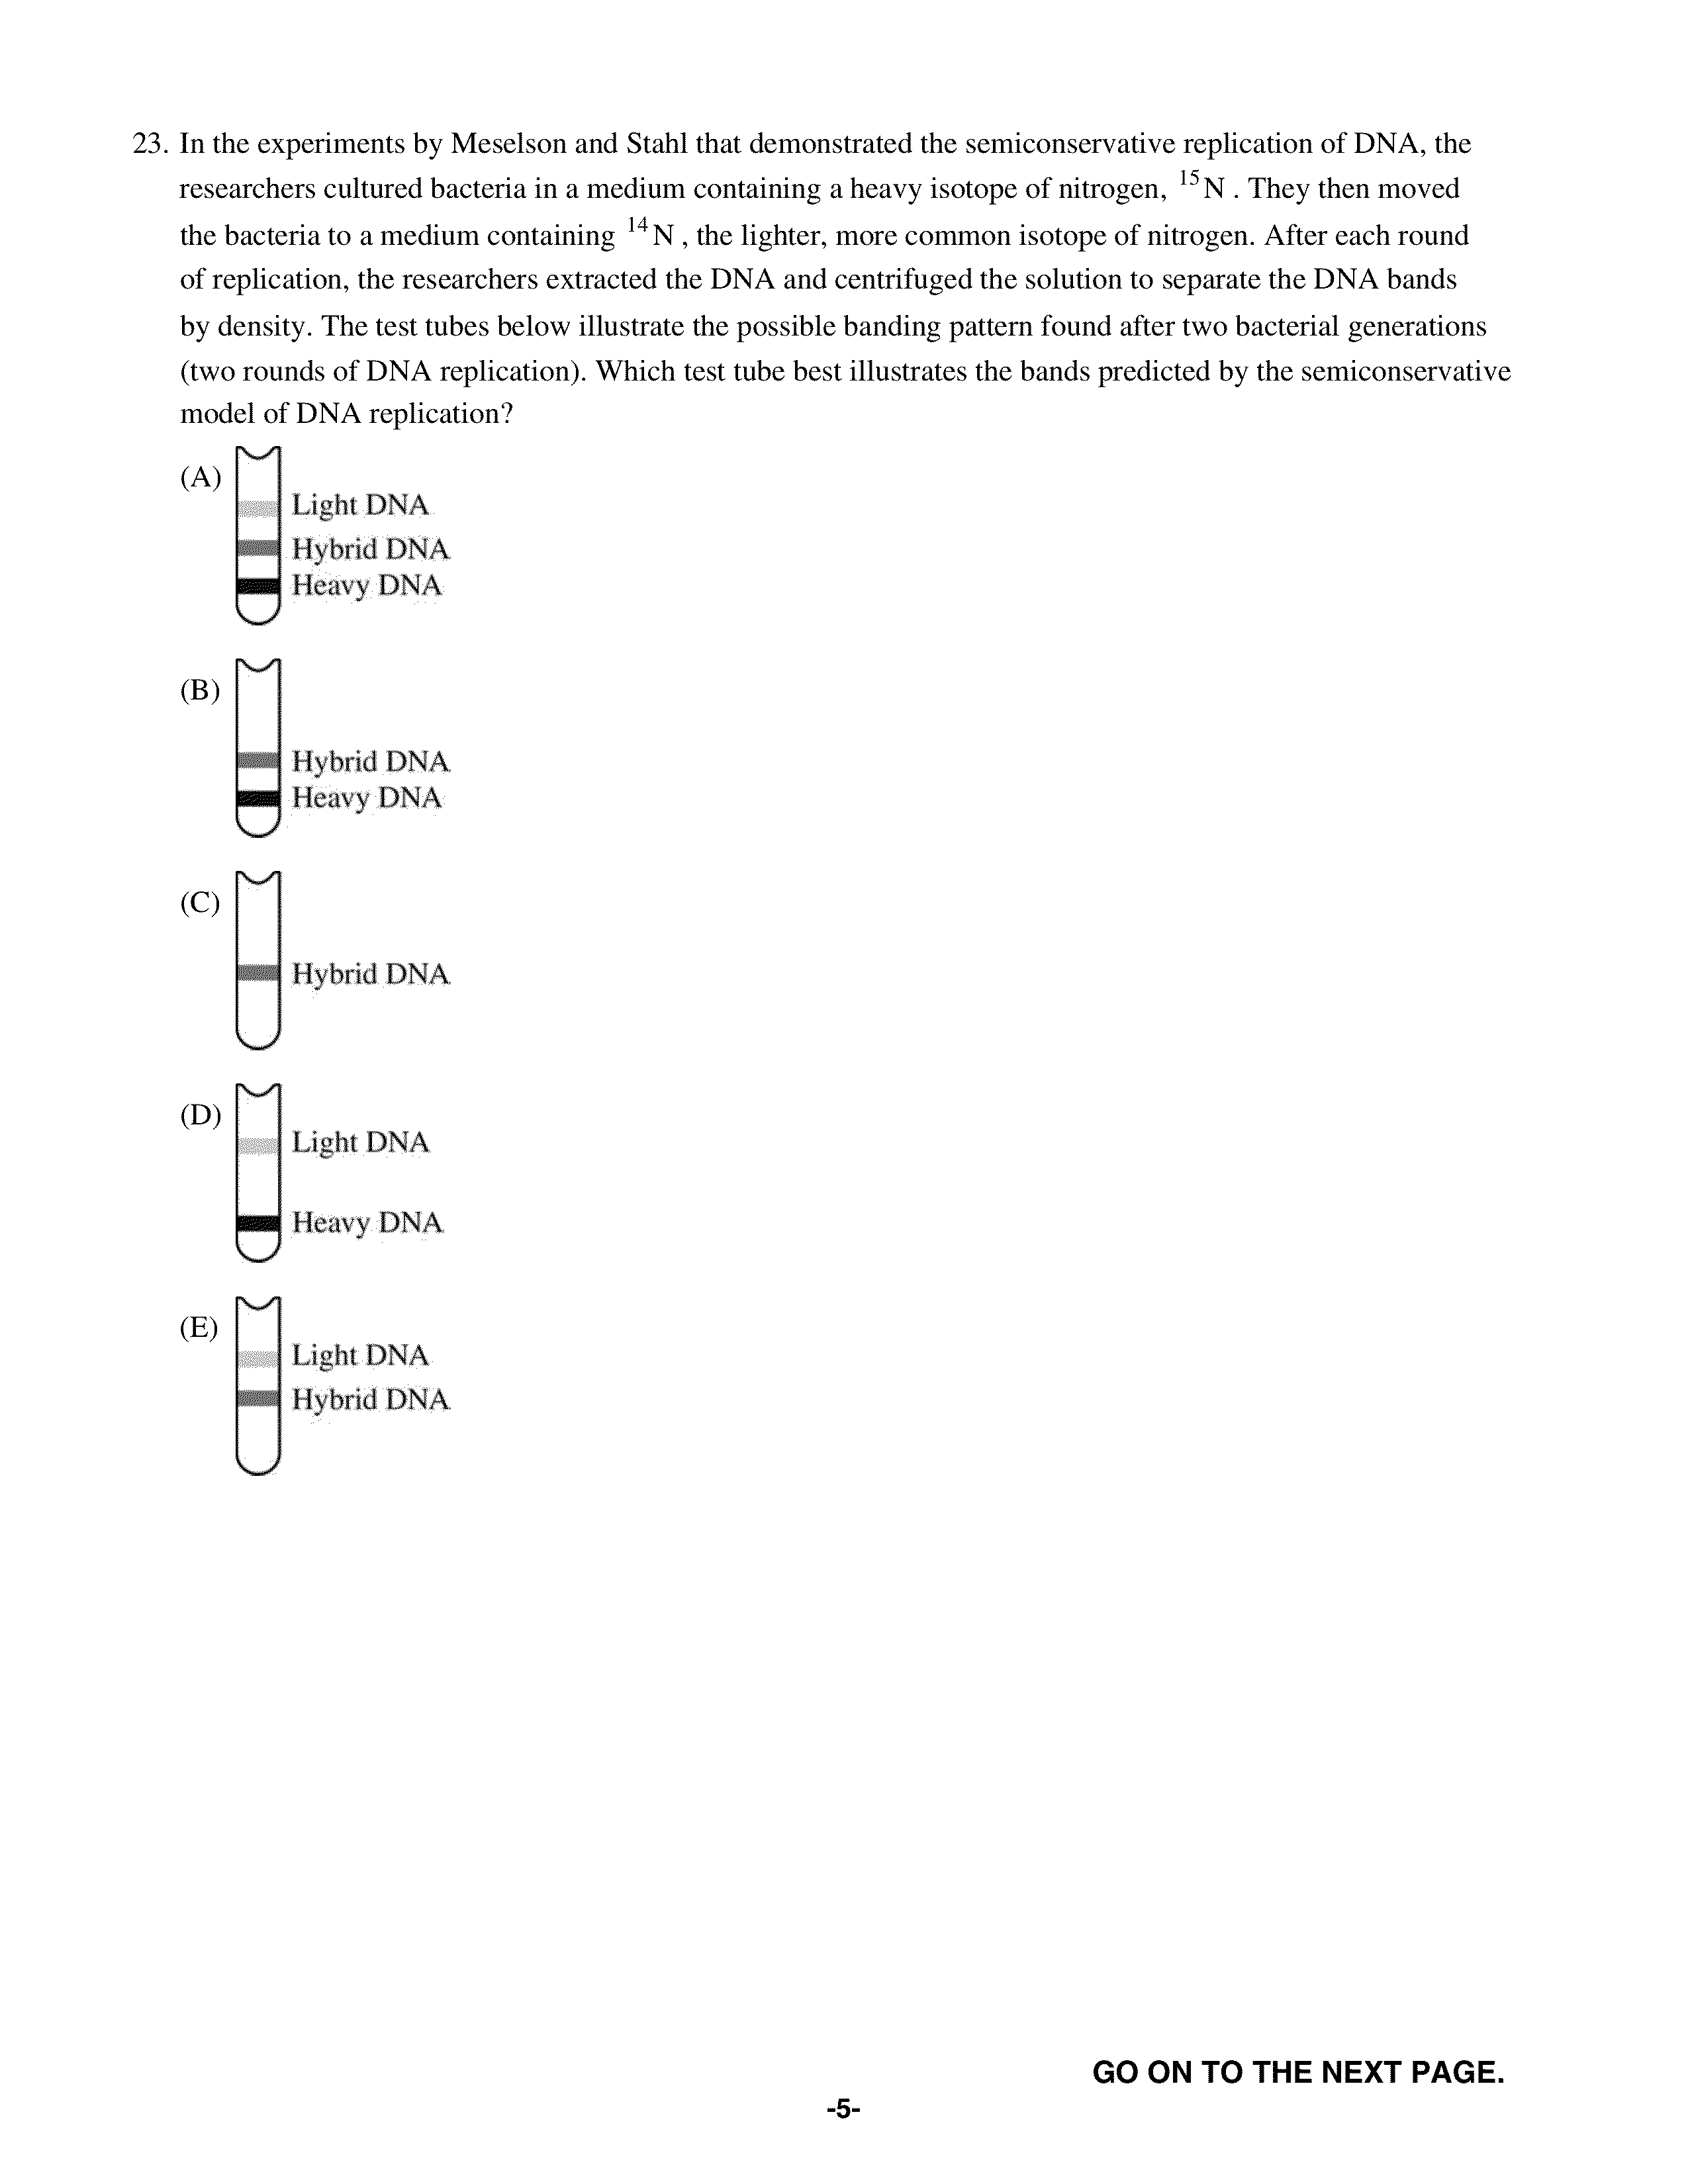 23. In the experiments by Meselson and Stahl that demonstrated the semiconservative replication of DNA, the
researchers cultured bacteria in a medium containing a heavy isotope of nitrogen, ¹⁵N . They then moved
the bacteria to a medium containing ¹⁴N , the lighter, more common isotope of nitrogen. After each round
of replication, the researchers extracted the DNA and centrifuged the solution to separate the DNA bands
by density. The test tubes below illustrate the possible banding pattern found after two bacterial generations
(two rounds of DNA replication). Which test tube best illustrates the bands predicted by the semiconservative
model of DNA replication?
(A)
Light DNA
Hybrid DNA
Heavy DNA
(B)
Hybrid DNA
Heavy DNA
(C)
Hybrid DNA
(D)
Light DNA
Heavy DNA
(E)
Light DNA
Hybrid DNA
GO ON TO THE NEXT PAGE.
-5-